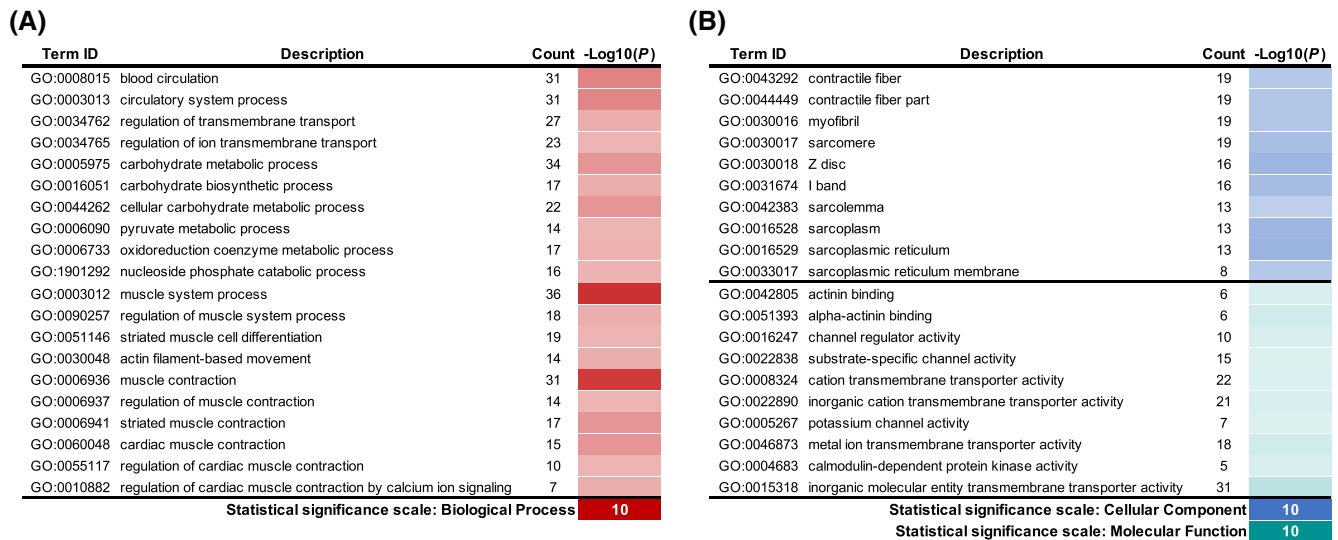 (A)
Term ID Description Count -Log10(P)
GO:0008015 blood circulation 31
GO:0003013 circulatory system process 31
GO:0034762 regulation of transmembrane transport 27
GO:0034765 regulation of ion transmembrane transport 23
GO:0005975 carbohydrate metabolic process 34
GO:0016051 carbohydrate biosynthetic process 17
GO:0044262 cellular carbohydrate metabolic process 22
GO:0006090 pyruvate metabolic process 14
GO:0006733 oxidoreduction coenzyme metabolic process 17
GO:1901292 nucleoside phosphate catabolic process 16
GO:0003012 muscle system process 36
GO:0090257 regulation of muscle system process 18
GO:0051146 striated muscle cell differentiation 19
GO:0030048 actin filament-based movement 14
GO:0006936 muscle contraction 31
GO:0006937 regulation of muscle contraction 14
GO:0006941 striated muscle contraction 17
GO:0060048 cardiac muscle contraction 15
GO:0055117 regulation of cardiac muscle contraction 10
GO:0010882 regulation of cardiac muscle contraction by calcium ion signaling 7
Statistical significance scale: Biological Process 10
(B)
Term ID Description Count -Log10(P)
GO:0043292 contractile fiber 19
GO:0044449 contractile fiber part 19
GO:0030016 myofibril 19
GO:0030017 sarcomere 19
GO:0030018 Z disc 16
GO:0031674 I band 16
GO:0042383 sarcolemma 13
GO:0016528 sarcoplasm 13
GO:0016529 sarcoplasmic reticulum 13
GO:0033017 sarcoplasmic reticulum membrane 8
GO:0042805 actinin binding 6
GO:0051393 alpha-actinin binding 6
GO:0016247 channel regulator activity 10
GO:0022838 substrate-specific channel activity 15
GO:0008324 cation transmembrane transporter activity 22
GO:0022890 inorganic cation transmembrane transporter activity 21
GO:0005267 potassium channel activity 7
GO:0046873 metal ion transmembrane transporter activity 18
GO:0004683 calmodulin-dependent protein kinase activity 5
GO:0015318 inorganic molecular entity transmembrane transporter activity 31
Statistical significance scale: Cellular Component 10
Statistical significance scale: Molecular Function 10